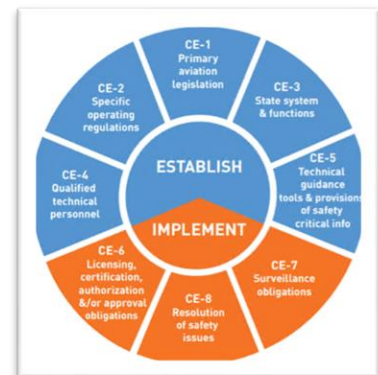 CE-1
Primary
aviation
legislation
CE-2
Specific
operating
regulations
CE-3
State system
& functions
CE-4
Qualified
technical
personnel
CE-5
Technical
guidance
tools & provisions
of safety
critical info
ESTABLISH
IMPLEMENT
CE-6
Licensing,
certification,
authorization
&/or approval
obligations
CE-7
Surveillance
obligations
CE-8
Resolution
of safety
issues